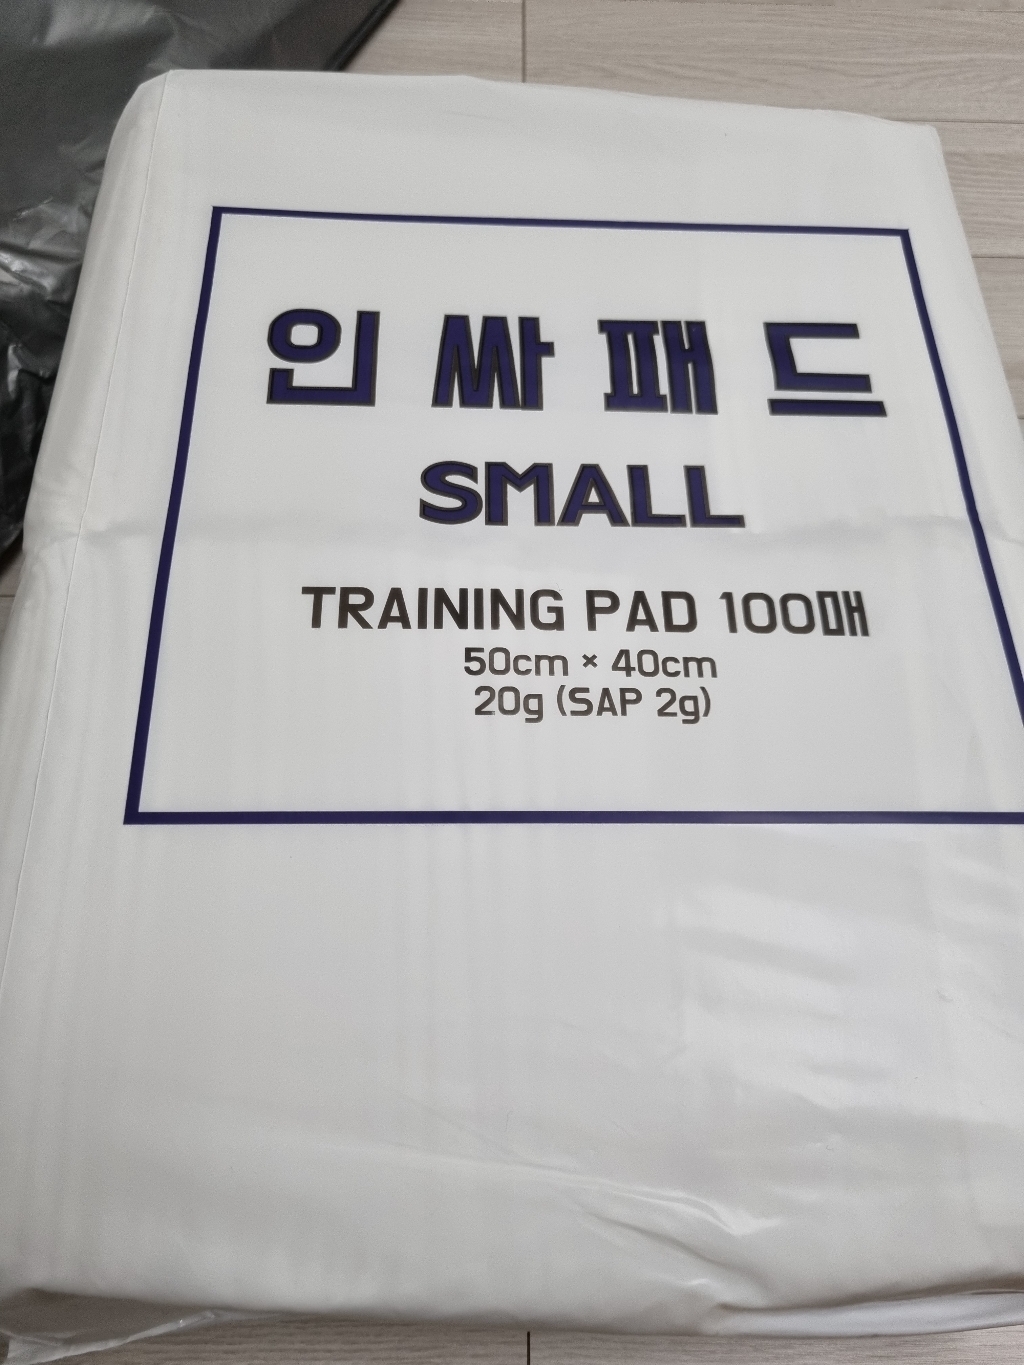 인싸패드
SMALL
TRAINING PAD 100매
50cm × 40cm
20g (SAP 2g)